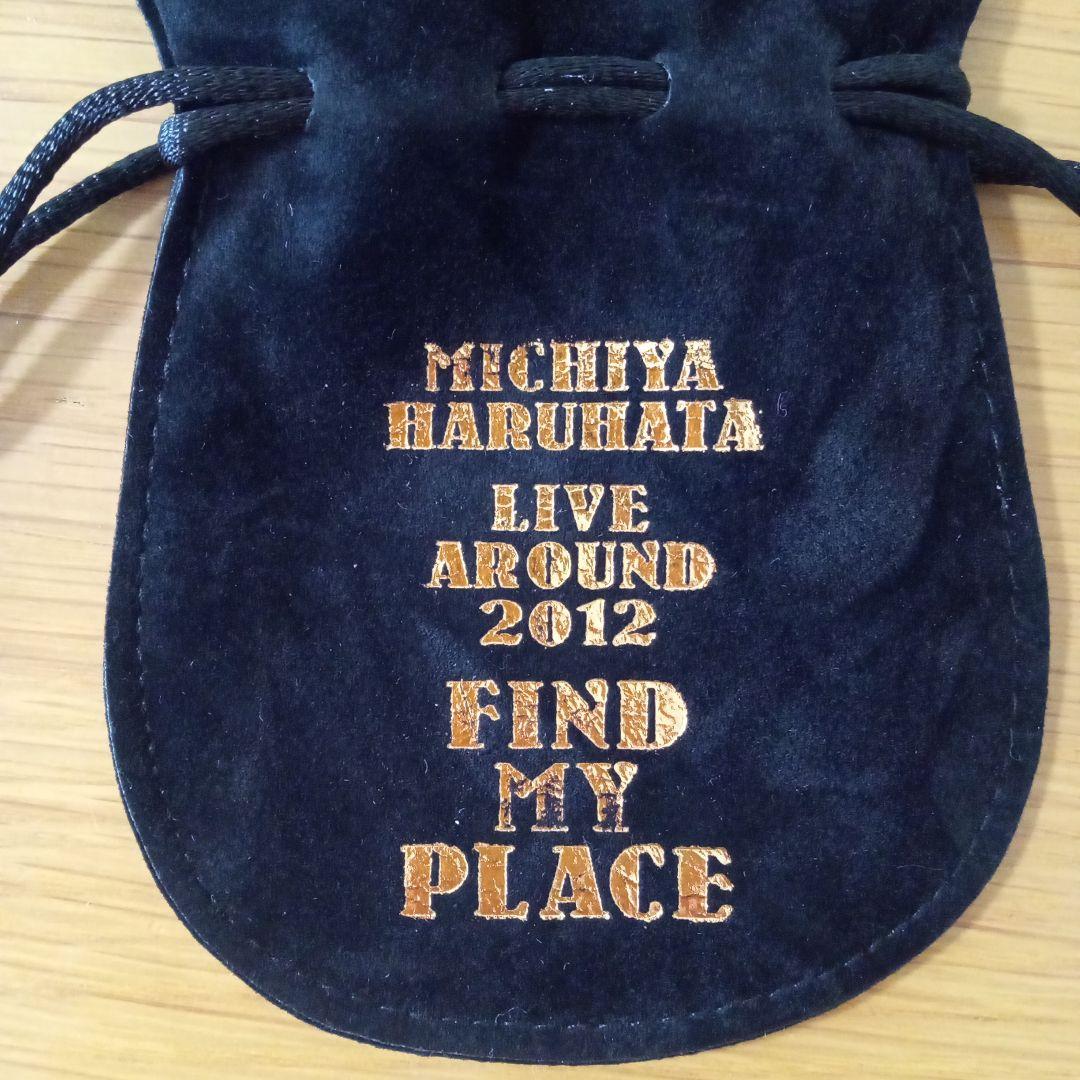 MICHIYA
HARUHATA
LIVE
AROUND
2012
FIND
MY
PLACE